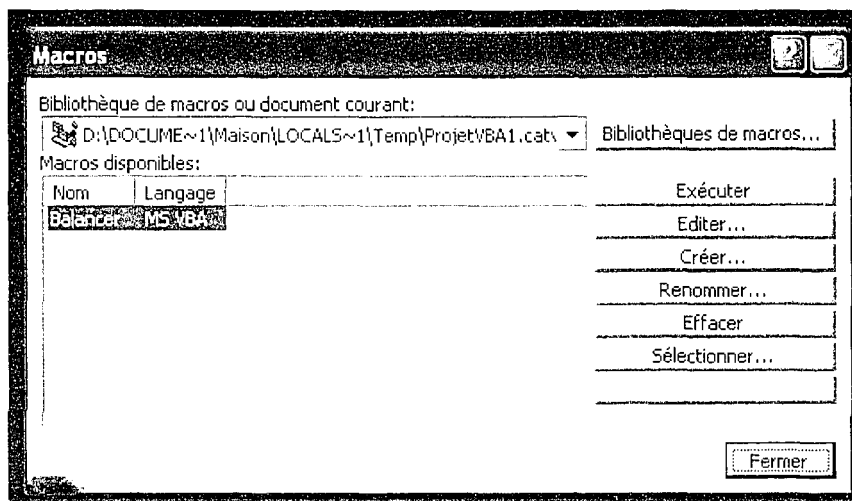 Macros
Bibliothèque de macros ou document courant:
D:\DOCUME~1\Maison\LOCALS~1\Temp\ProjetVBA1.catv
Bibliothèques de macros...
Macros disponibles:
Nom Langage
Balancer MS VBA
Exécuter
Editer...
Créer...
Renommer...
Effacer
Sélectionner...
Fermer